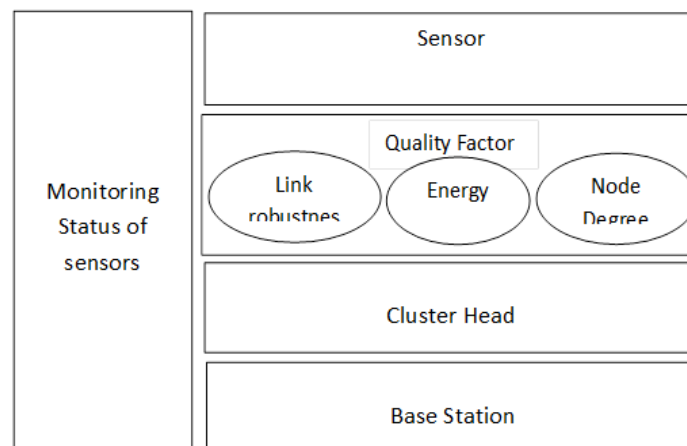 Monitoring
Status of
sensors
Sensor
Quality Factor
Link
robustnes
Energy
Node
Degree
Cluster Head
Base Station